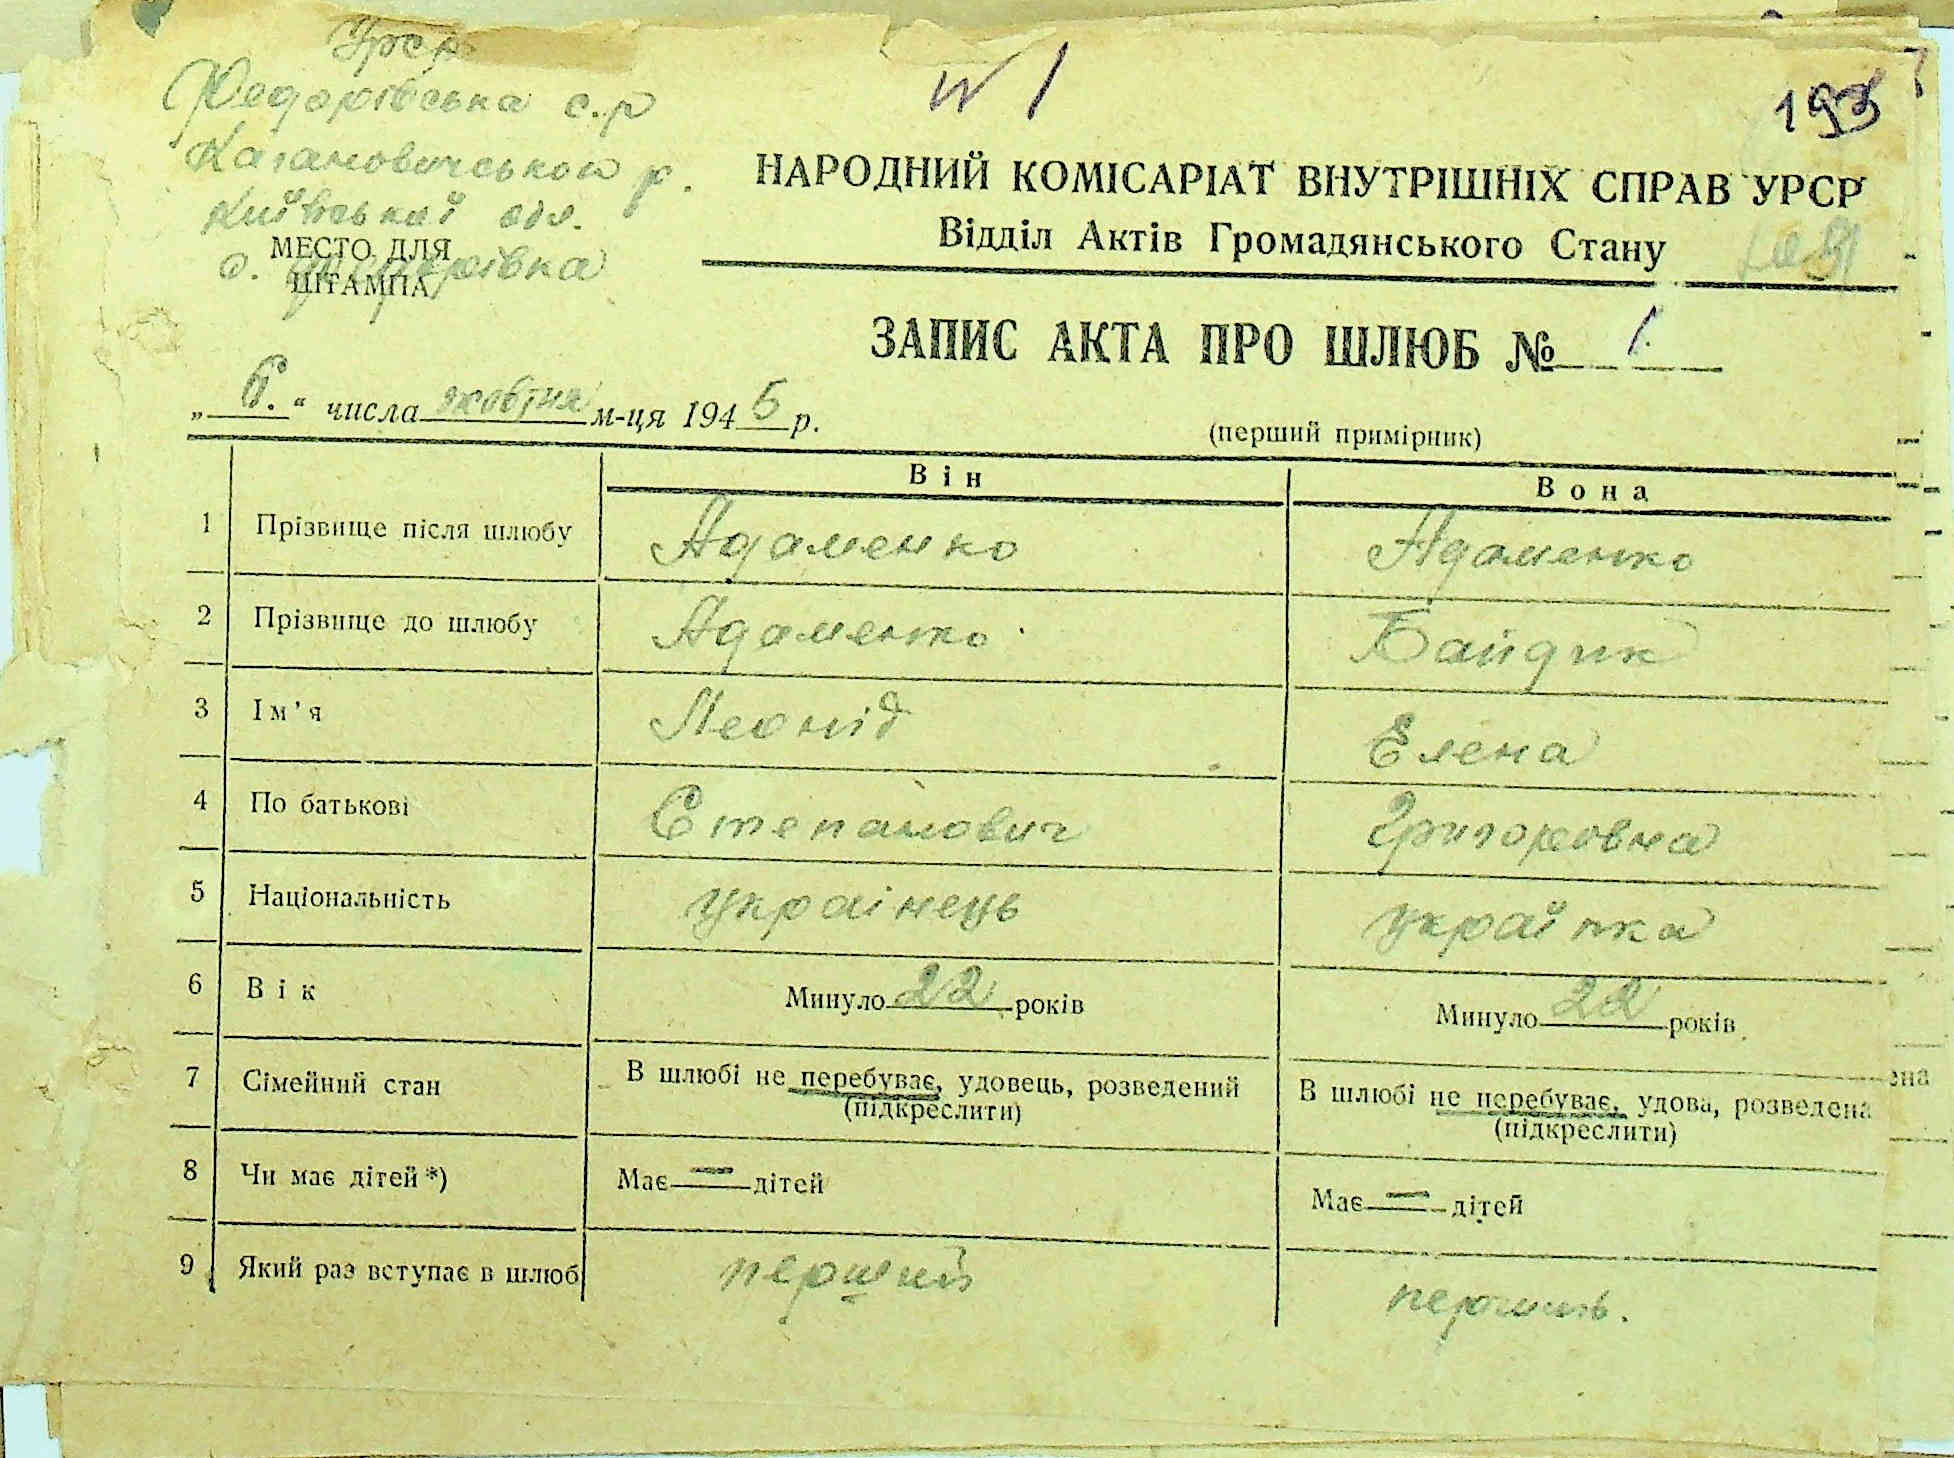 УРСР
Федорівська с.р
Кагановичського р.
Київської обл.
МЕСТО ДЛЯ
ШТАМПА
с. Федорівка
N 1
193
НАРОДНИЙ КОМІСАРІАТ ВНУТРІШНІХ СПРАВ УРСР
Відділ Актів Громадянського Стану
ЗАПИС АКТА ПРО ШЛЮБ № 1.
„6.“ числа жовтня м-ця 1945 р.
(перший примірник)
Він Вона
1 Прізвище після шлюбу Адаменко Адаменко
2 Прізвище до шлюбу Адаменко Байдик
3 Ім'я Леонід Елена
4 По батькові Степанович Григоровна
5 Національність українець українка
6 Вік Минуло 22 років Минуло 22 років
7 Сімейний стан В шлюбі не перебуває, удовець, розведений В шлюбі не перебуває, удова, розведена
(підкреслити) (підкреслити)
8 Чи має дітей*) Має — дітей Має — дітей
9 Який раз вступає в шлюб перший перший.